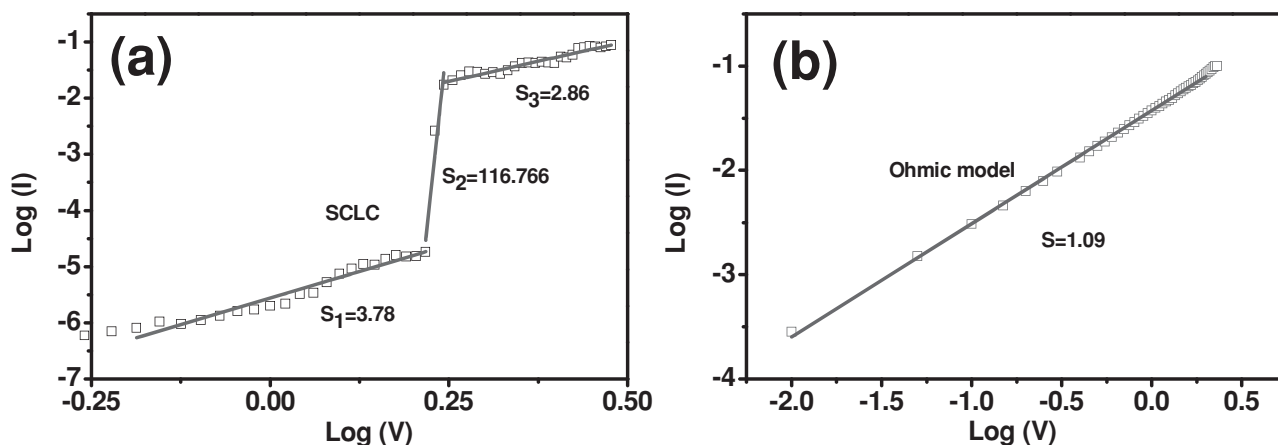 (a)
-1
-2
-3
-4
-5
-6
-7
Log (I)
S3=2.86
S2=116.766
SCLC
S1=3.78
-0.25 0.00 0.25 0.50
Log (V)
(b)
-1
-2
-3
-4
Log (I)
Ohmic model
S=1.09
-2.0 -1.5 -1.0 -0.5 0.0 0.5
Log (V)